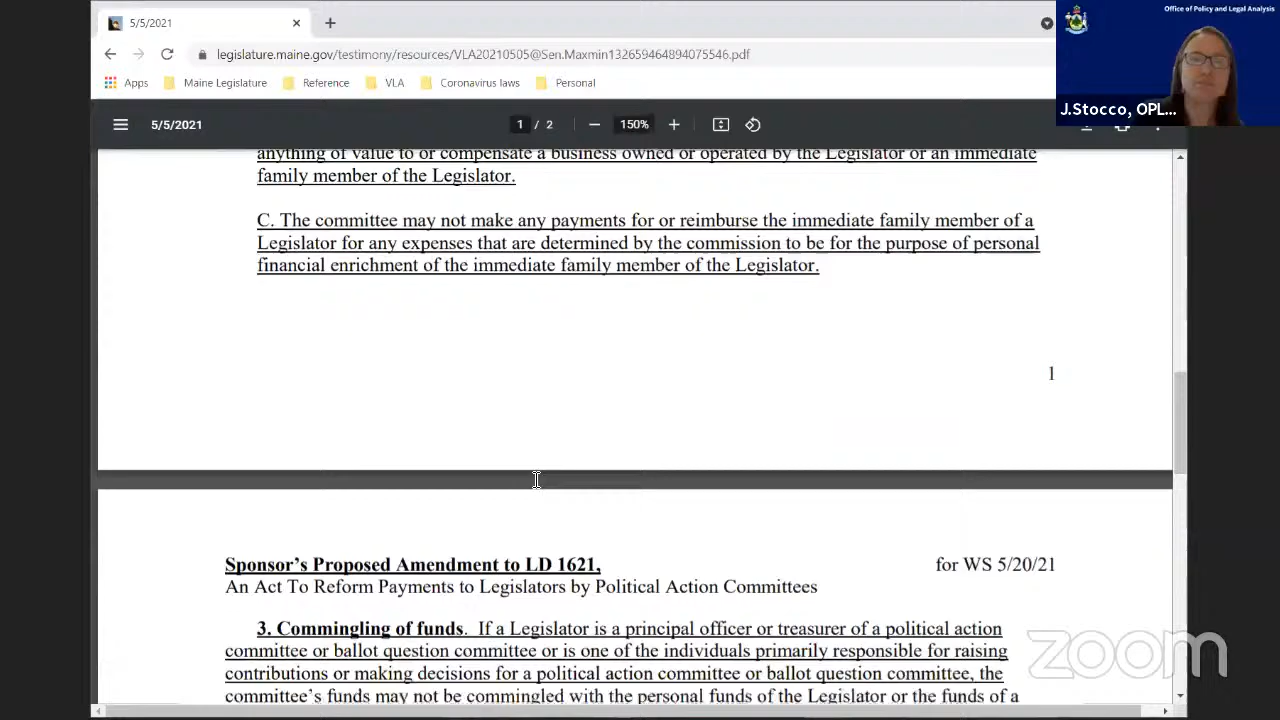 5/5/2021
Office of Policy and Legal Analysis
legislature.maine.gov/testimony/resources/VLA20210505@Sen.Maxmin132659464894075546.pdf
Apps Maine Legislature Reference VLA Coronavirus laws Personal
J.Stocco, OPL...
5/5/2021 1 / 2 150%
anything of value to or compensate a business owned or operated by the Legislator or an immediate
family member of the Legislator.
C. The committee may not make any payments for or reimburse the immediate family member of a
Legislator for any expenses that are determined by the commission to be for the purpose of personal
financial enrichment of the immediate family member of the Legislator.
1
Sponsor's Proposed Amendment to LD 1621, for WS 5/20/21
An Act To Reform Payments to Legislators by Political Action Committees
3. Commingling of funds. If a Legislator is a principal officer or treasurer of a political action
committee or ballot question committee or is one of the individuals primarily responsible for raising
contributions or making decisions for a political action committee or ballot question committee, the
committee's funds may not be commingled with the personal funds of the Legislator or the funds of a
zoom